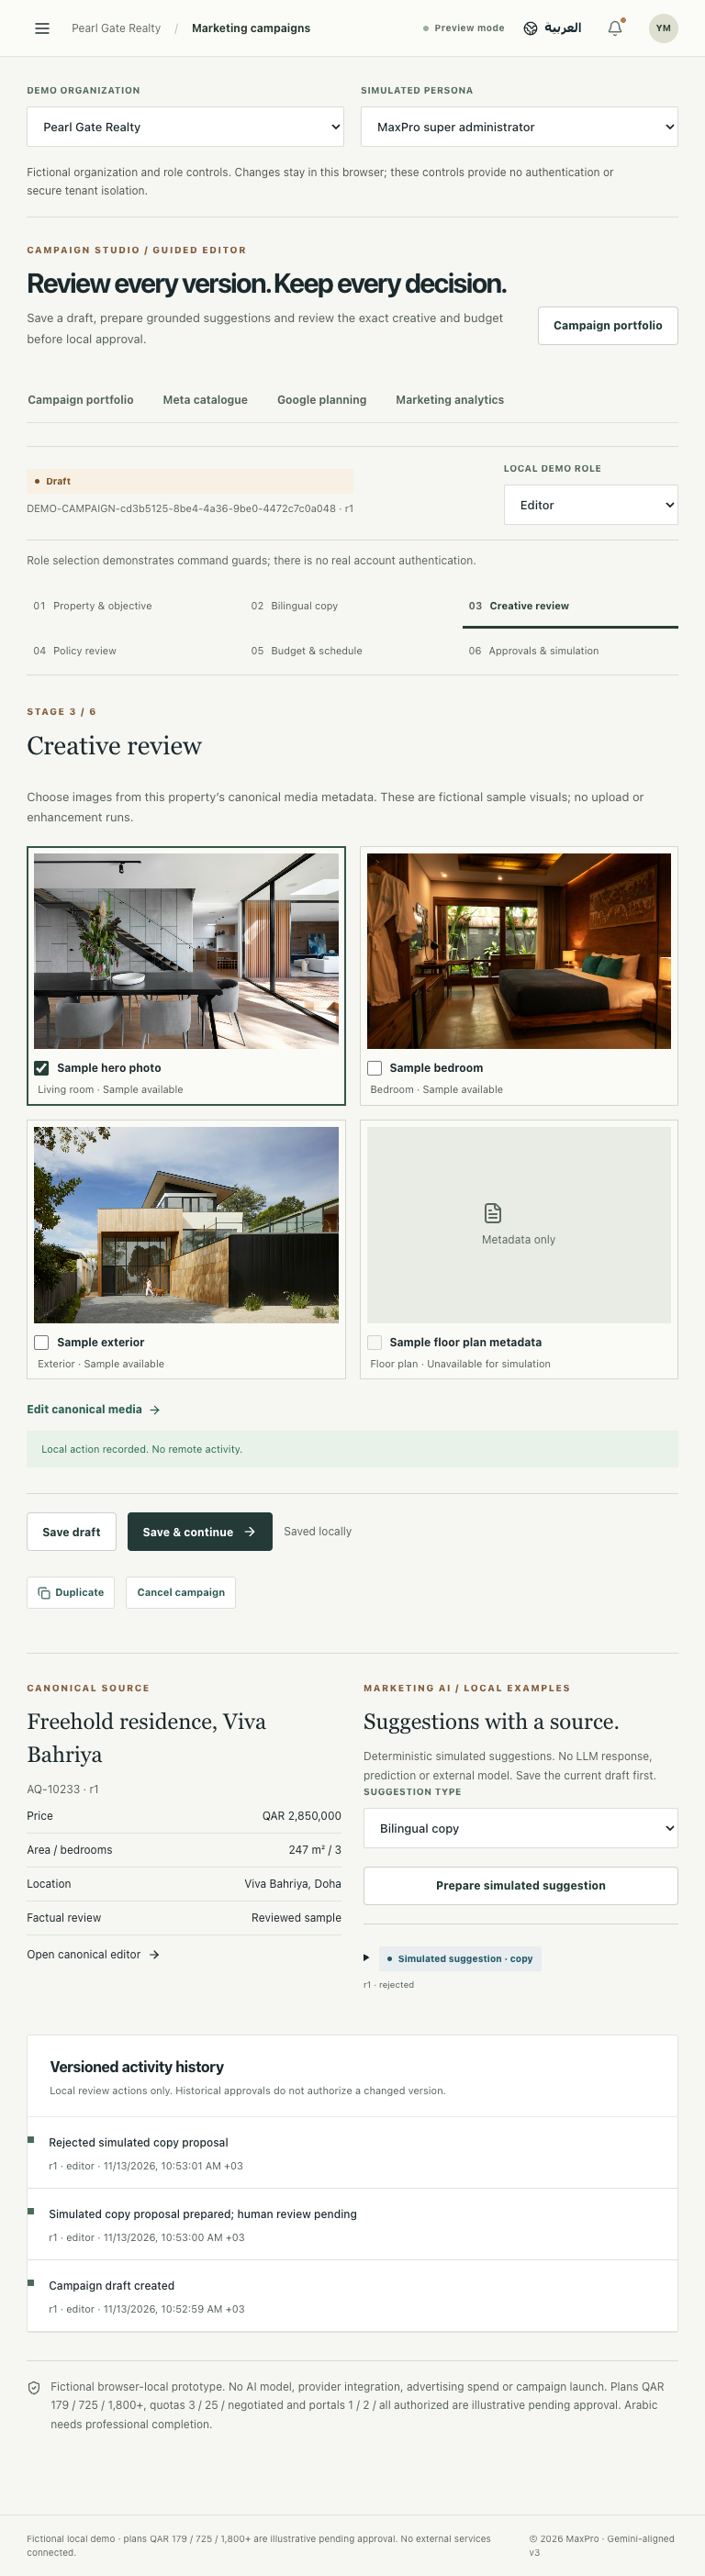 Pearl Gate Realty / Marketing campaigns
Preview mode
العربية
YM
DEMO ORGANIZATION
Pearl Gate Realty
SIMULATED PERSONA
MaxPro super administrator
Fictional organization and role controls. Changes stay in this browser; these controls provide no authentication or
secure tenant isolation.
CAMPAIGN STUDIO / GUIDED EDITOR
Review every version. Keep every decision.
Save a draft, prepare grounded suggestions and review the exact creative and budget
before local approval.
Campaign portfolio
Campaign portfolio
Meta catalogue
Google planning
Marketing analytics
Draft
DEMO-CAMPAIGN-cd3b5125-8be4-4a36-9be0-4472c7c0a048 · r1
LOCAL DEMO ROLE
Editor
Role selection demonstrates command guards; there is no real account authentication.
01 Property & objective
02 Bilingual copy
03 Creative review
04 Policy review
05 Budget & schedule
06 Approvals & simulation
STAGE 3 / 6
Creative review
Choose images from this property's canonical media metadata. These are fictional sample visuals; no upload or
enhancement runs.
Sample hero photo
Living room · Sample available
Sample bedroom
Bedroom · Sample available
Sample exterior
Exterior · Sample available
Metadata only
Sample floor plan metadata
Floor plan · Unavailable for simulation
Edit canonical media
Local action recorded. No remote activity.
Save draft
Save & continue
Saved locally
Duplicate
Cancel campaign
CANONICAL SOURCE
Freehold residence, Viva
Bahriya
AQ-10233 · r1
Price QAR 2,850,000
Area / bedrooms 247 m² / 3
Location Viva Bahriya, Doha
Factual review Reviewed sample
Open canonical editor
MARKETING AI / LOCAL EXAMPLES
Suggestions with a source.
Deterministic simulated suggestions. No LLM response,
prediction or external model. Save the current draft first.
SUGGESTION TYPE
Bilingual copy
Prepare simulated suggestion
Simulated suggestion · copy
r1 · rejected
Versioned activity history
Local review actions only. Historical approvals do not authorize a changed version.
Rejected simulated copy proposal
r1 · editor · 11/13/2026, 10:53:01 AM +03
Simulated copy proposal prepared; human review pending
r1 · editor · 11/13/2026, 10:53:00 AM +03
Campaign draft created
r1 · editor · 11/13/2026, 10:52:59 AM +03
Fictional browser-local prototype. No AI model, provider integration, advertising spend or campaign launch. Plans QAR
179 / 725 / 1,800+, quotas 3 / 25 / negotiated and portals 1 / 2 / all authorized are illustrative pending approval. Arabic
needs professional completion.
Fictional local demo · plans QAR 179 / 725 / 1,800+ are illustrative pending approval. No external services
connected.
© 2026 MaxPro · Gemini-aligned
v3